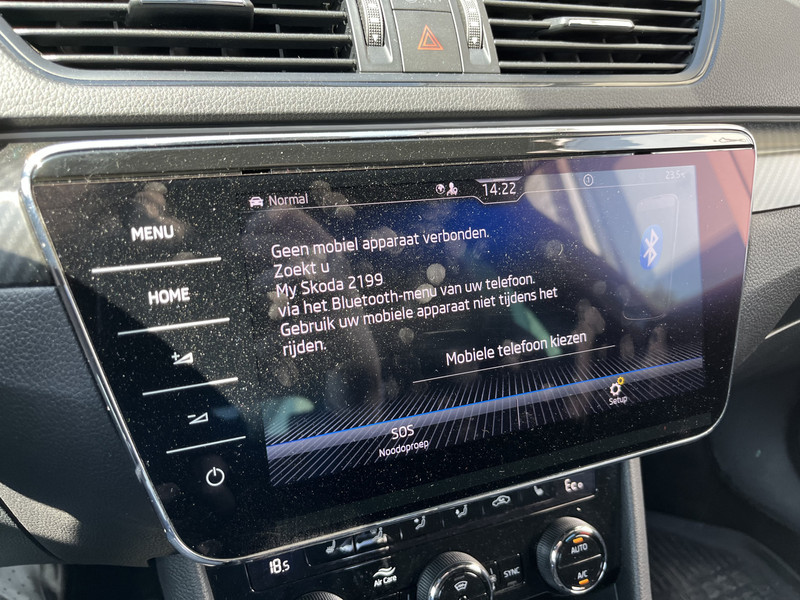 Normal
14:22
23,5°C
MENU
HOME
Geen mobiel apparaat verbonden.
Zoekt u
My Skoda 2199
via het Bluetooth-menu van uw telefoon.
Gebruik uw mobiele apparaat niet tijdens het
rijden.
Mobiele telefoon kiezen
SOS
Noodoproep
Setup
18.5
Air Care
SYNC
AUTO
A/C